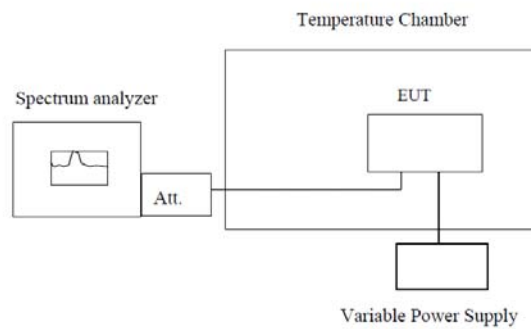 Temperature Chamber
Spectrum analyzer
EUT
Att.
Variable Power Supply